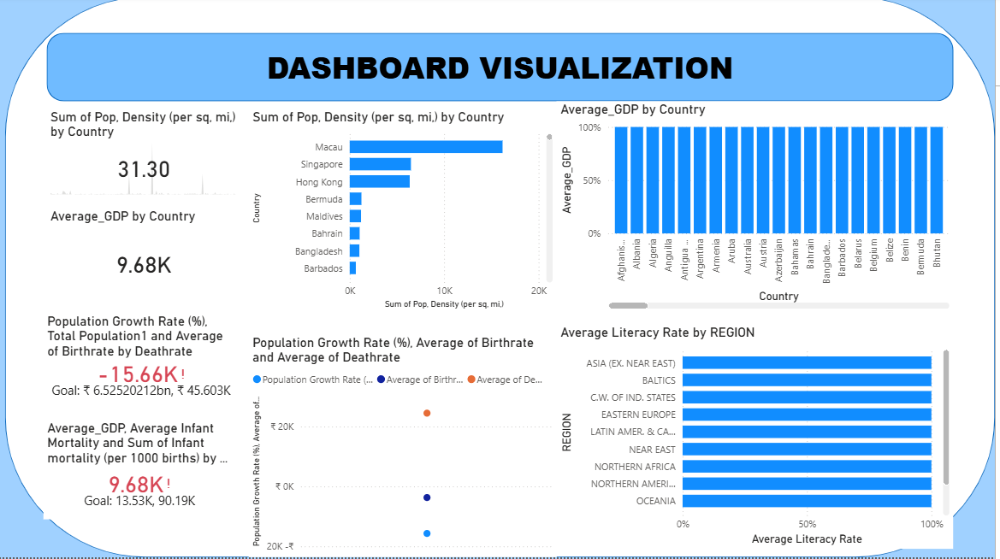 DASHBOARD VISUALIZATION
Sum of Pop, Density (per sq, mi,)
by Country
31.30
Average_GDP by Country
9.68K
Population Growth Rate (%),
Total Population1 and Average
of Birthrate by Deathrate
-15.66K!
Goal: ₹ 6.52520212bn, ₹ 45.603K
Average_GDP, Average Infant
Mortality and Sum of Infant
mortality (per 1000 births) by ...
9.68K!
Goal: 13.53K, 90.19K
Sum of Pop, Density (per sq, mi,) by Country
Country
Macau
Singapore
Hong Kong
Bermuda
Maldives
Bahrain
Bangladesh
Barbados
0K 10K 20K
Sum of Pop, Density (per sq, mi,)
Population Growth Rate (%), Average of Birthrate
and Average of Deathrate
Population Growth Rate (... Average of Birthr... Average of De...
Population Growth Rate (%), Average of...
₹ 20K
₹ 0K
20K -₹
Average_GDP by Country
Average_GDP
100%
50%
0%
Afghanis...
Albania
Algeria
Anguilla
Antigua ...
Argentina
Armenia
Aruba
Australia
Austria
Azerbaijan
Bahamas
Bahrain
Banglade...
Barbados
Belarus
Belgium
Belize
Benin
Bermuda
Bhutan
Country
Average Literacy Rate by REGION
REGION
ASIA (EX. NEAR EAST)
BALTICS
C.W. OF IND. STATES
EASTERN EUROPE
LATIN AMER. & CA...
NEAR EAST
NORTHERN AFRICA
NORTHERN AMERI...
OCEANIA
0% 50% 100%
Average Literacy Rate